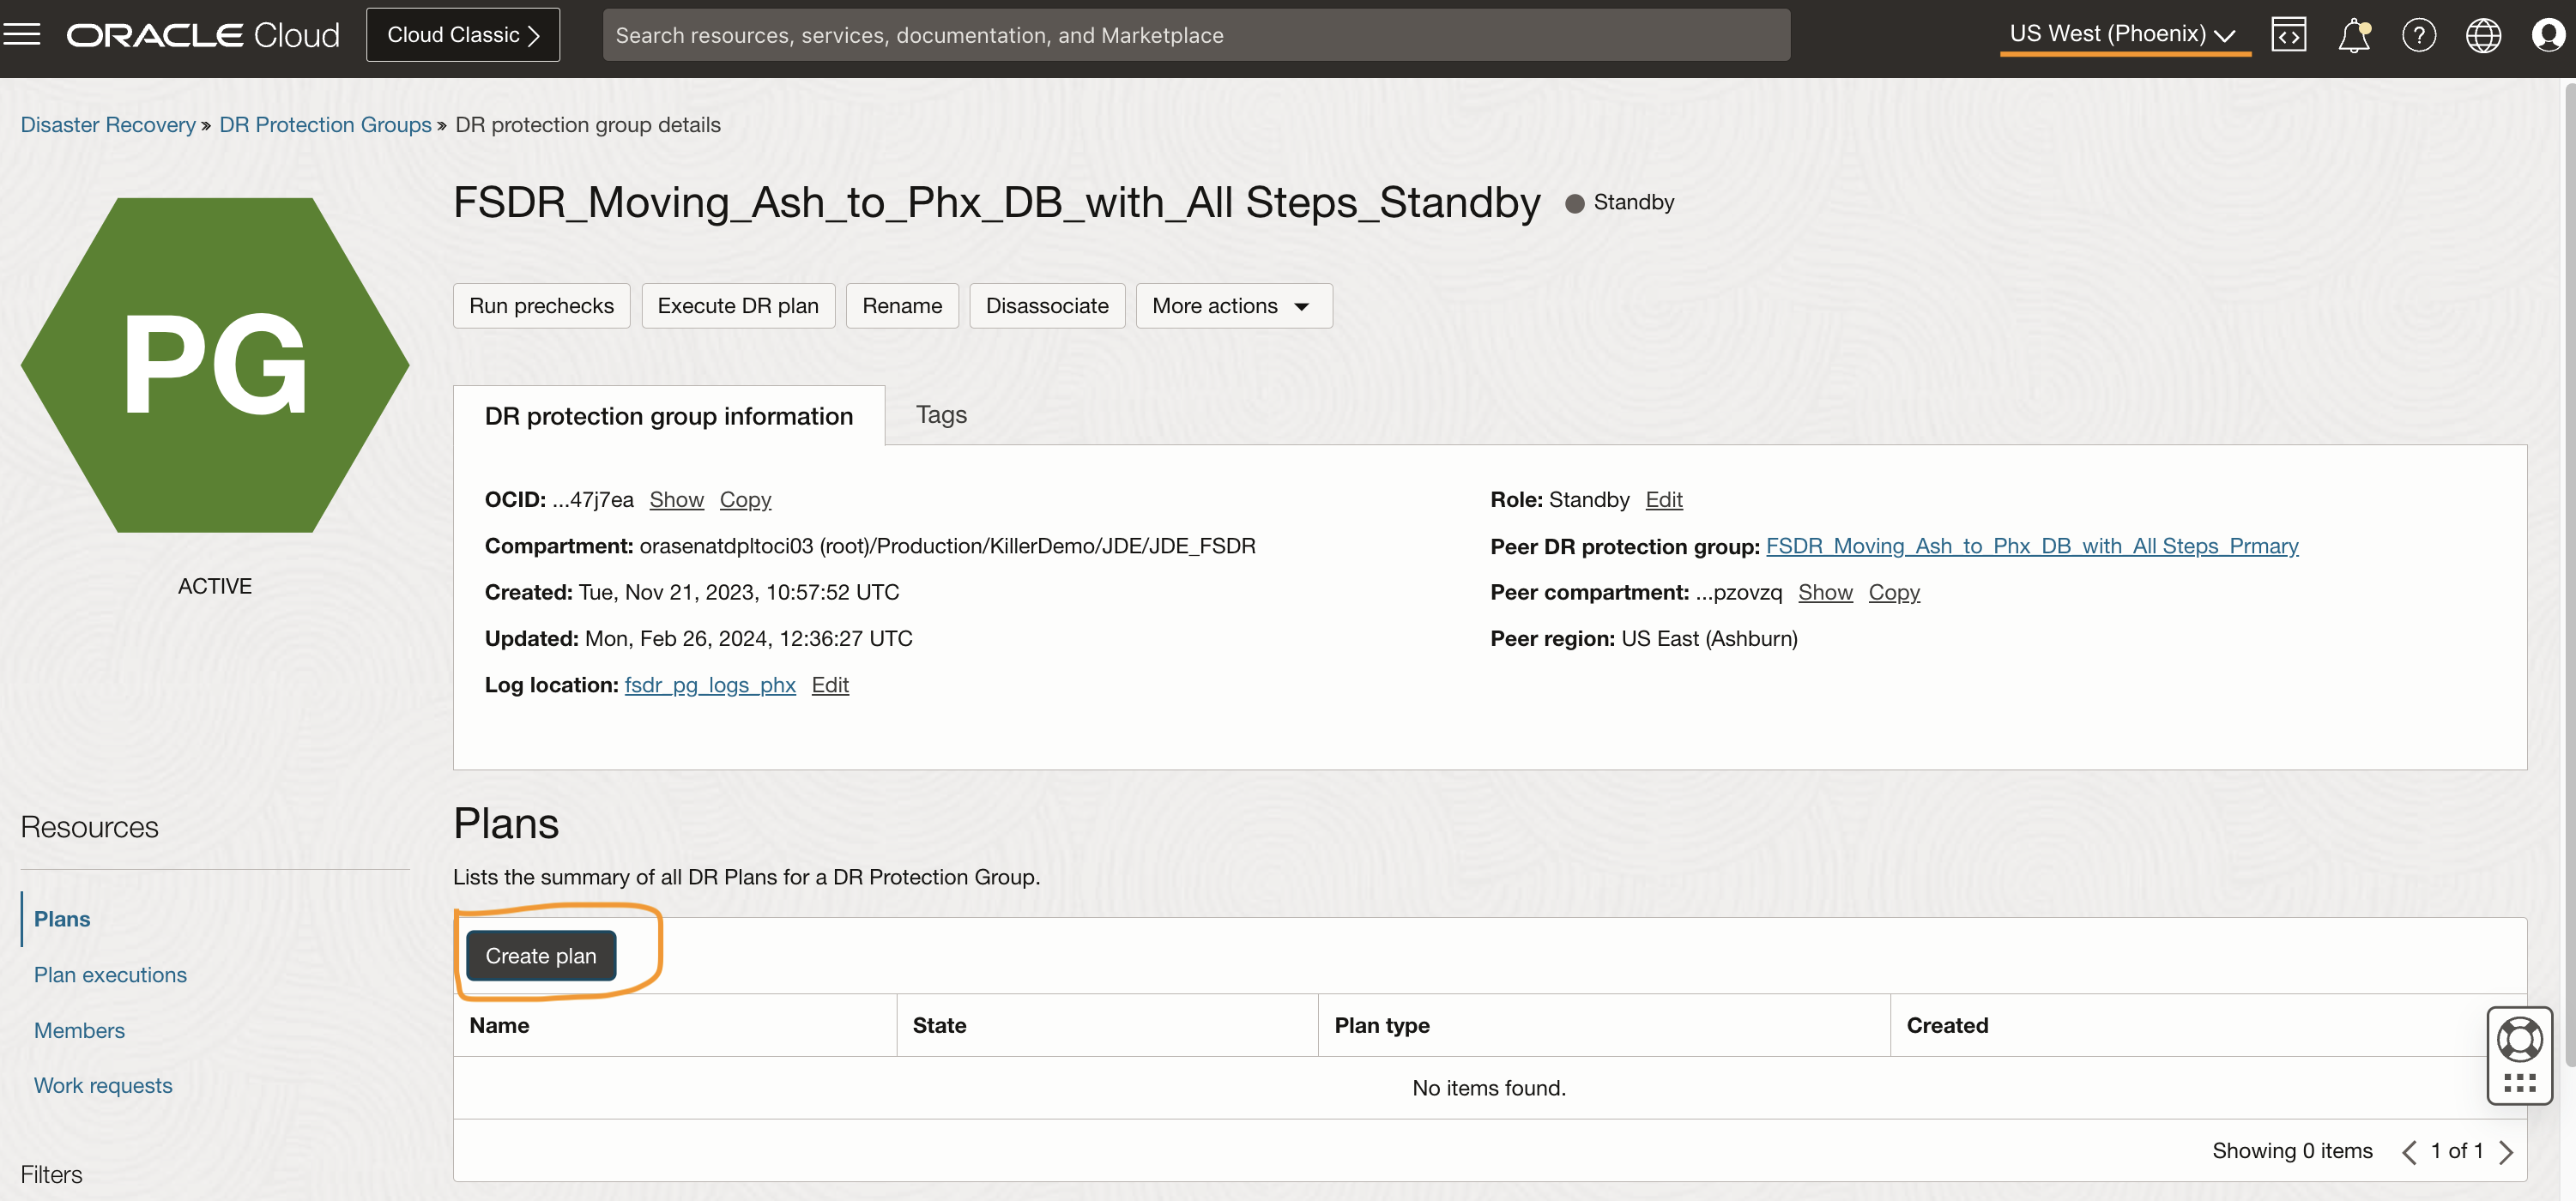 ORACLE Cloud
Cloud Classic
Search resources, services, documentation, and Marketplace
US West (Phoenix)
Disaster Recovery » DR Protection Groups » DR protection group details
PG
ACTIVE
FSDR_Moving_Ash_to_Phx_DB_with_All Steps_Standby
Standby
Run prechecks
Execute DR plan
Rename
Disassociate
More actions
DR protection group information
Tags
OCID: ...47j7ea Show Copy
Compartment: orasenatdpltoci03 (root)/Production/KillerDemo/JDE/JDE_FSDR
Created: Tue, Nov 21, 2023, 10:57:52 UTC
Updated: Mon, Feb 26, 2024, 12:36:27 UTC
Log location: fsdr_pg_logs_phx Edit
Role: Standby Edit
Peer DR protection group: FSDR_Moving_Ash_to_Phx_DB_with_All Steps_Prmary
Peer compartment: ...pzovzq Show Copy
Peer region: US East (Ashburn)
Resources
Plans
Plan executions
Members
Work requests
Filters
Plans
Lists the summary of all DR Plans for a DR Protection Group.
Create plan
Name State Plan type Created
No items found.
Showing 0 items 1 of 1